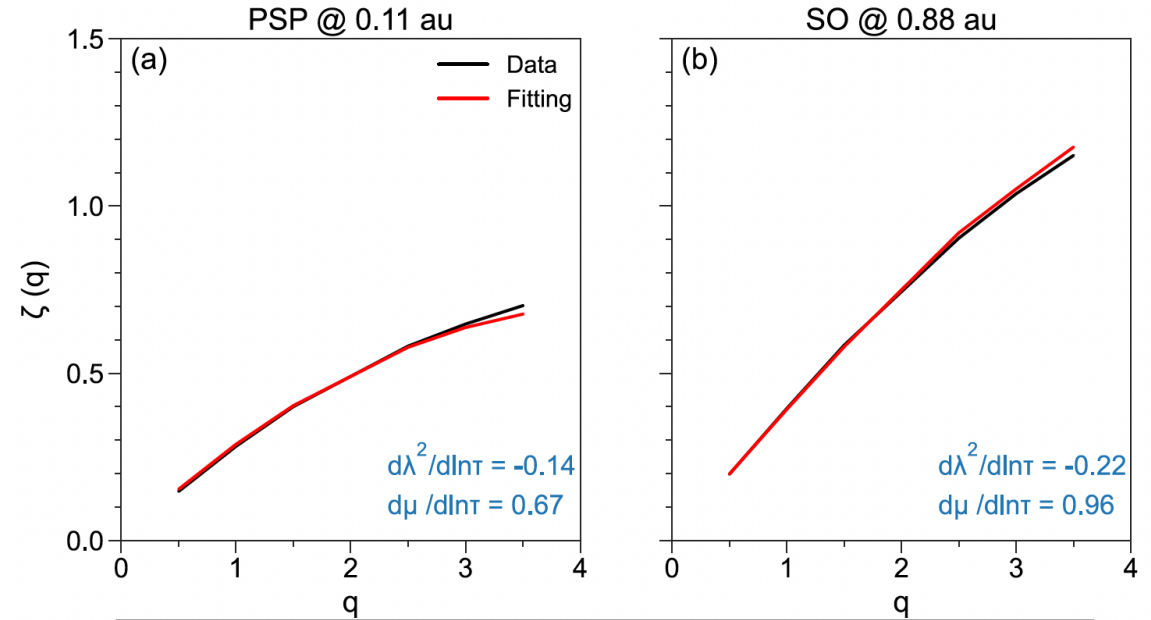 PSP @ 0.11 au
SO @ 0.88 au
1.5
(a)
Data
Fitting
(b)
1.0
ζ (q)
0.5
dλ²/dlnτ = -0.14
dμ /dlnτ = 0.67
dλ²/dlnτ = -0.22
dμ /dlnτ = 0.96
0.0
0 1 2 3 4
0 1 2 3 4
q
q